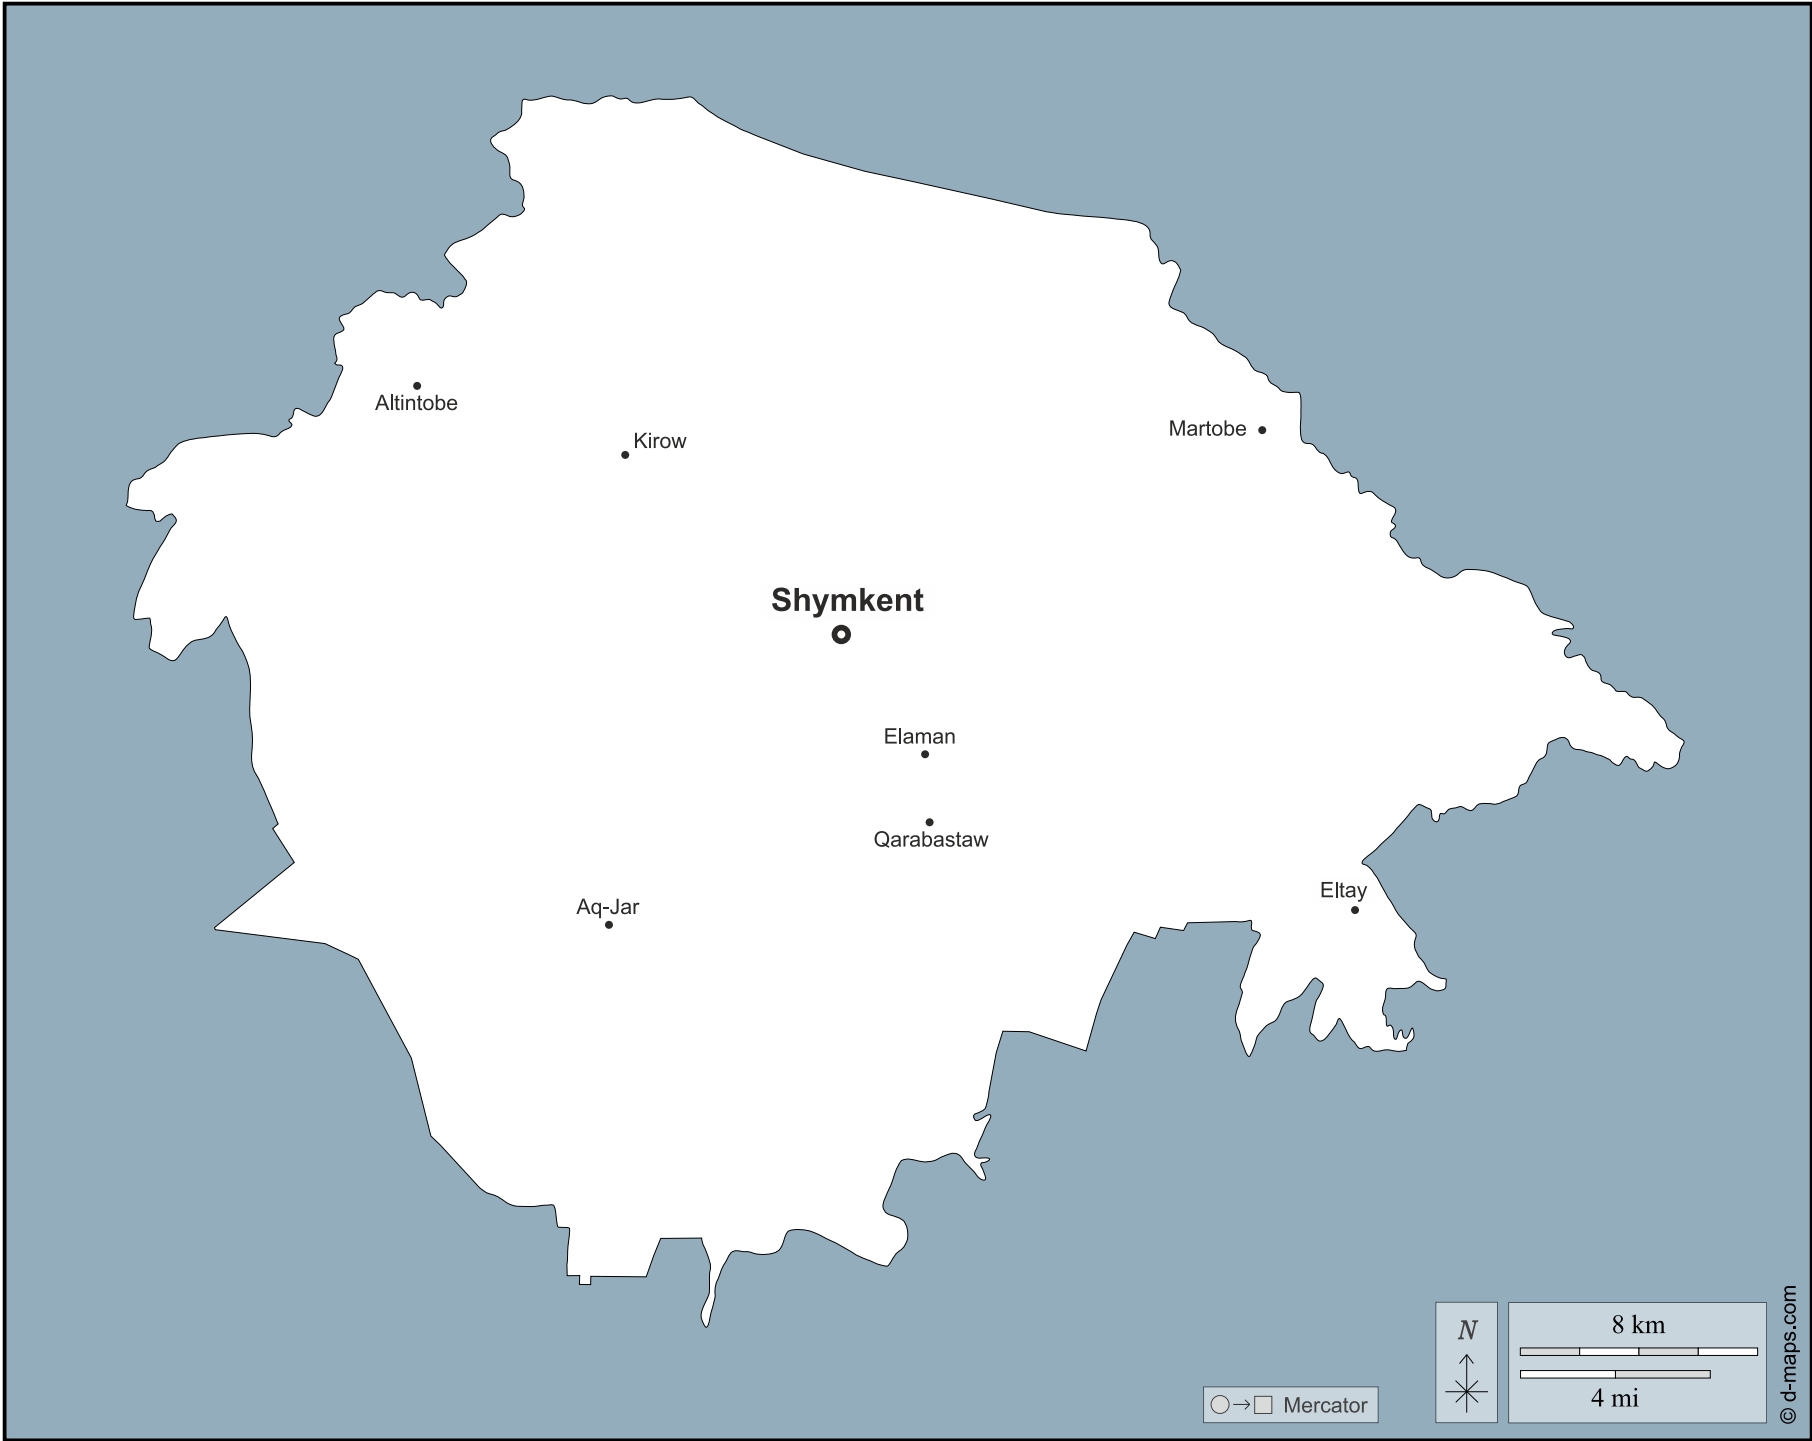 Altintobe
Kirow
Martobe
Shymkent
Elaman
Qarabastaw
Eltay
Aq-Jar
N
8 km
4 mi
Mercator
© d-maps.com